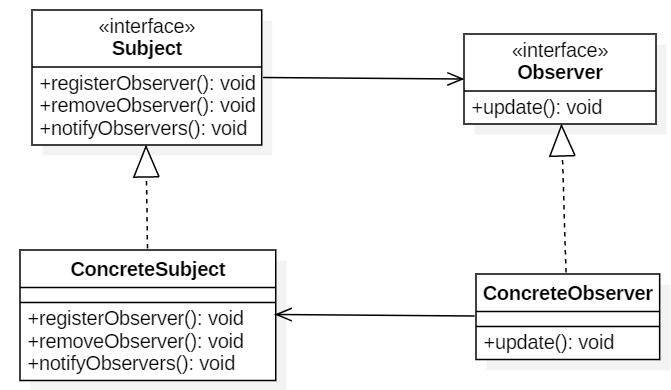 «interface»
Subject
+registerObserver(): void
+removeObserver(): void
+notifyObservers(): void
«interface»
Observer
+update(): void
ConcreteSubject
+registerObserver(): void
+removeObserver(): void
+notifyObservers(): void
ConcreteObserver
+update(): void